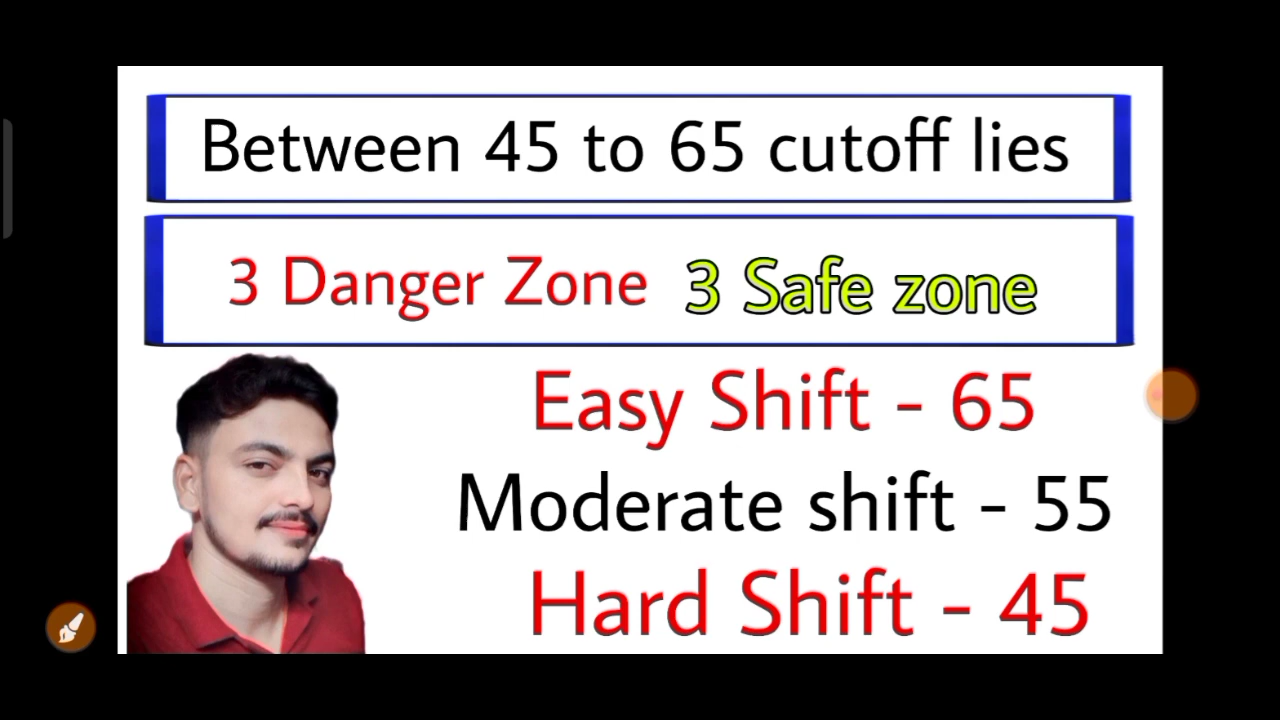 Between 45 to 65 cutoff lies
3 Danger Zone 3 Safe zone
Easy Shift - 65
Moderate shift - 55
Hard Shift - 45